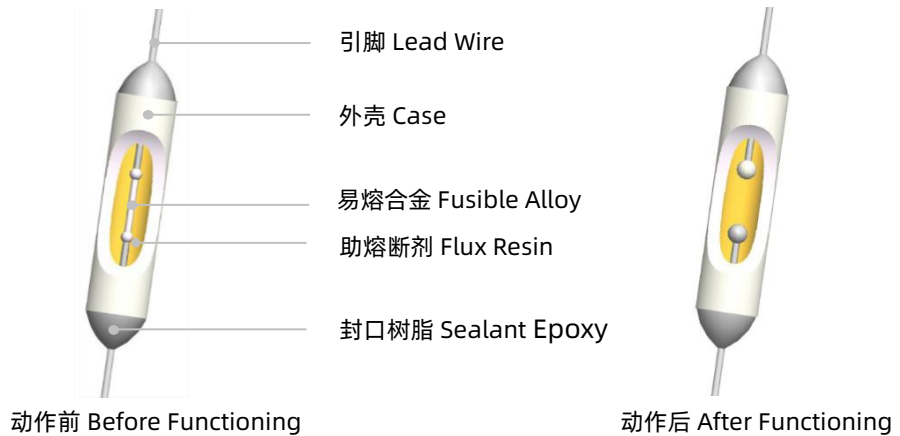 引脚 Lead Wire
外壳 Case
易熔合金 Fusible Alloy
助熔断剂 Flux Resin
封口树脂 Sealant Epoxy
动作前 Before Functioning
动作后 After Functioning